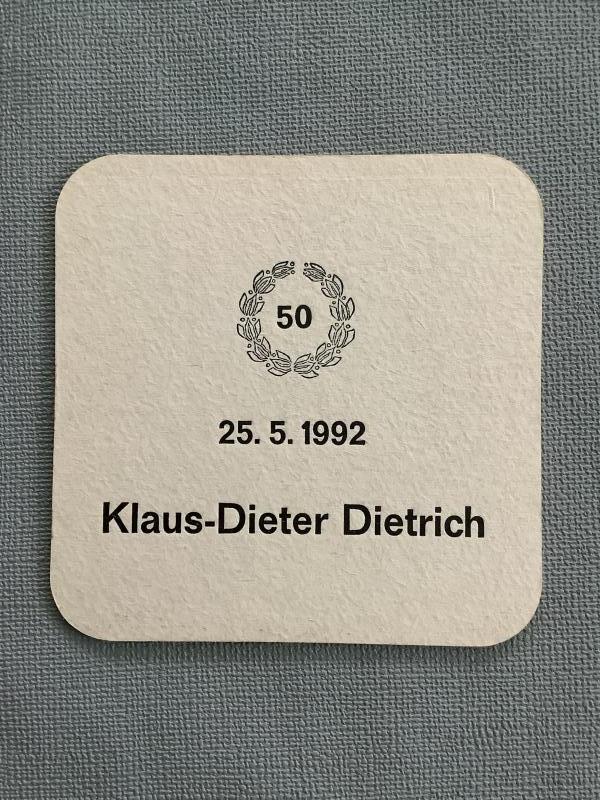 50
25. 5. 1992
Klaus-Dieter Dietrich